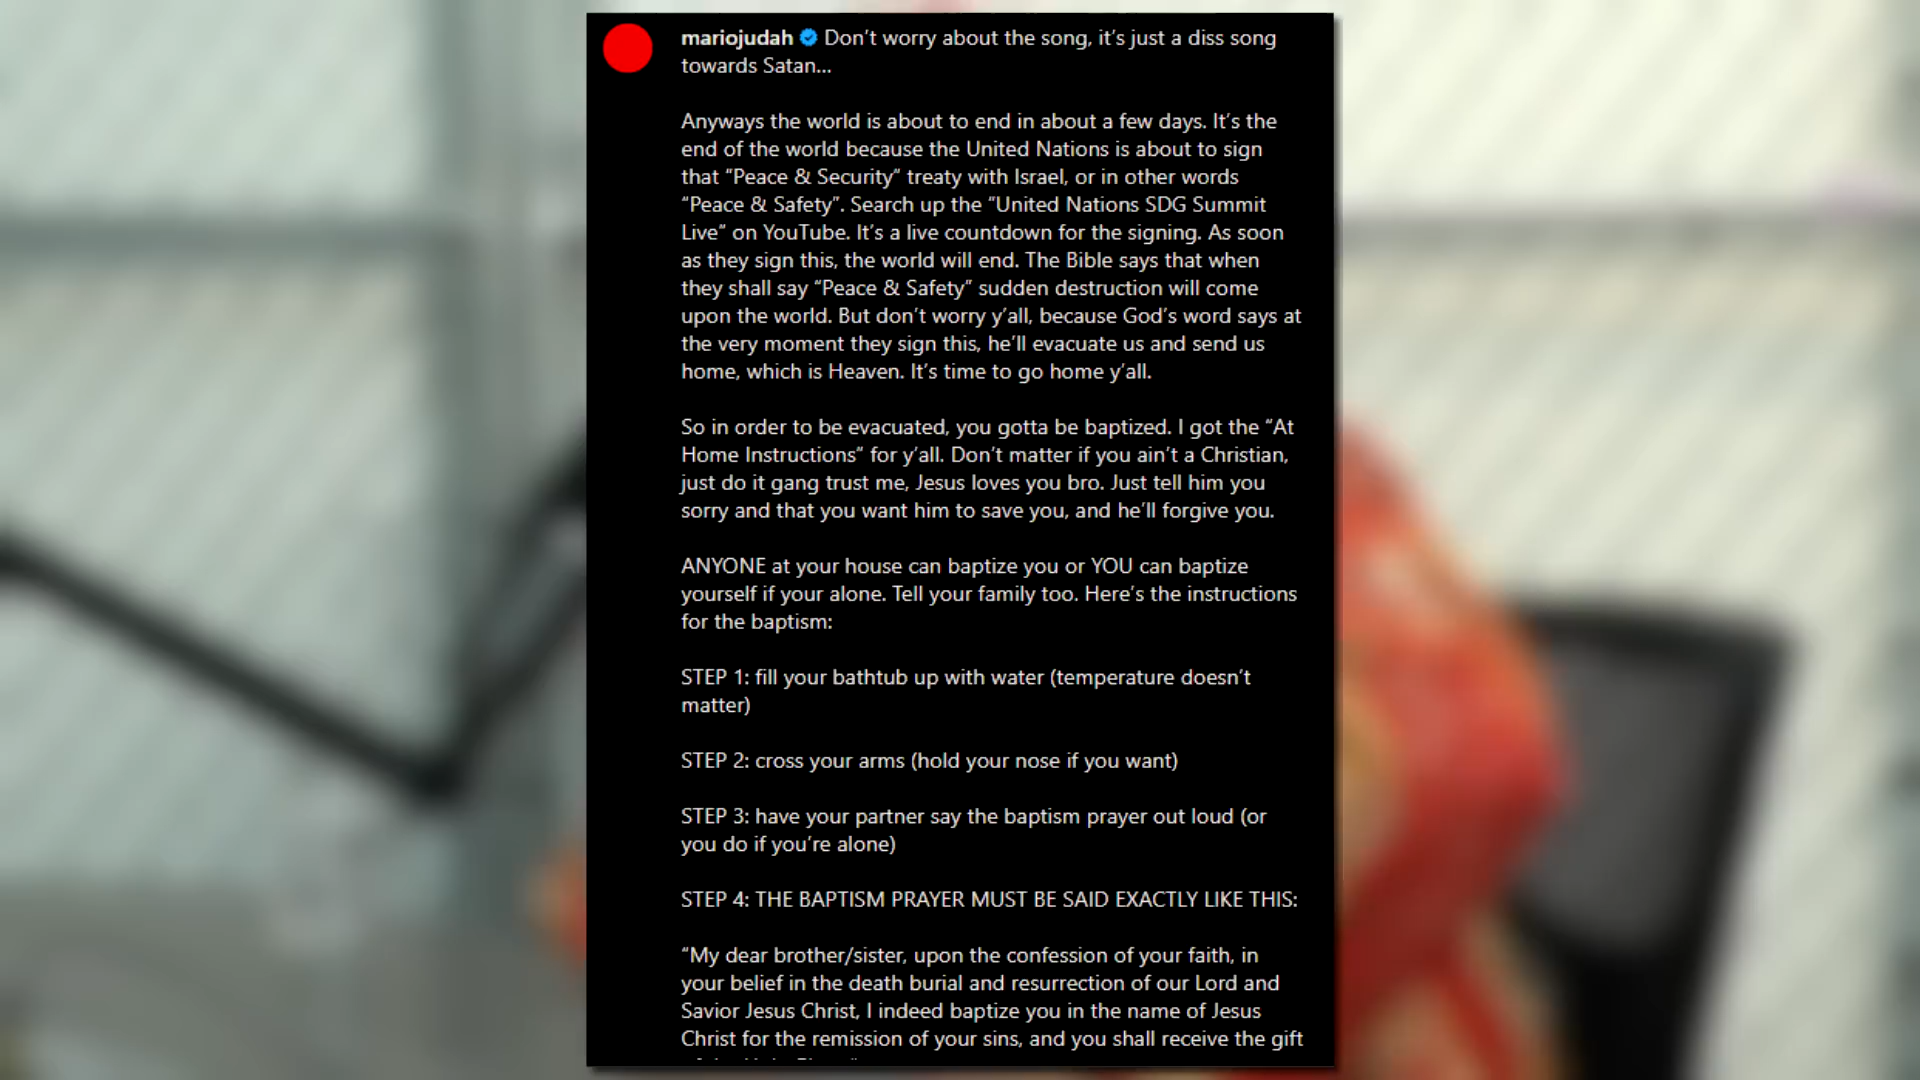 mariojudah Don't worry about the song, it's just a diss song
towards Satan...
Anyways the world is about to end in about a few days. It's the
end of the world because the United Nations is about to sign
that "Peace & Security" treaty with Israel, or in other words
"Peace & Safety". Search up the "United Nations SDG Summit
Live" on YouTube. It's a live countdown for the signing. As soon
as they sign this, the world will end. The Bible says that when
they shall say "Peace & Safety" sudden destruction will come
upon the world. But don't worry y'all, because God's word says at
the very moment they sign this, he'll evacuate us and send us
home, which is Heaven. It's time to go home y'all.
So in order to be evacuated, you gotta be baptized. I got the "At
Home Instructions" for y'all. Don't matter if you ain't a Christian,
just do it gang trust me, Jesus loves you bro. Just tell him you
sorry and that you want him to save you, and he'll forgive you.
ANYONE at your house can baptize you or YOU can baptize
yourself if your alone. Tell your family too. Here's the instructions
for the baptism:
STEP 1: fill your bathtub up with water (temperature doesn't
matter)
STEP 2: cross your arms (hold your nose if you want)
STEP 3: have your partner say the baptism prayer out loud (or
you do if you're alone)
STEP 4: THE BAPTISM PRAYER MUST BE SAID EXACTLY LIKE THIS:
"My dear brother/sister, upon the confession of your faith, in
your belief in the death burial and resurrection of our Lord and
Savior Jesus Christ, I indeed baptize you in the name of Jesus
Christ for the remission of your sins, and you shall receive the gift